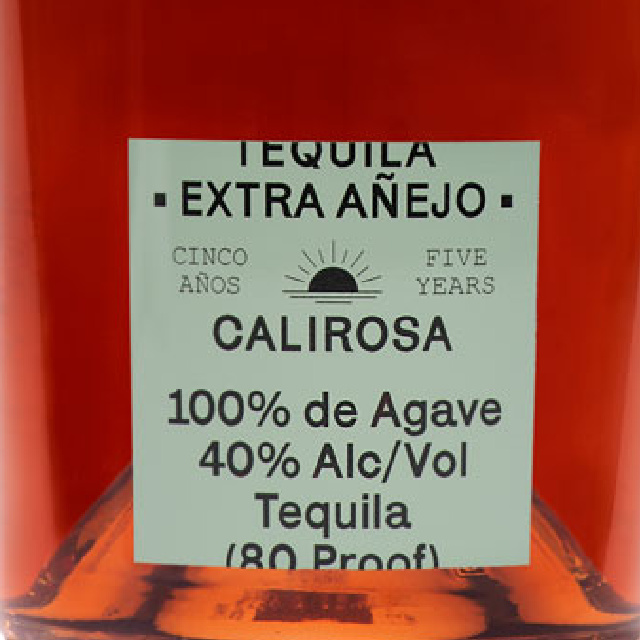 TEQUILA
▪ EXTRA AÑEJO ▪
CINCO AÑOS
FIVE YEARS
CALIROSA
100% de Agave
40% Alc/Vol
Tequila
(80 Proof)